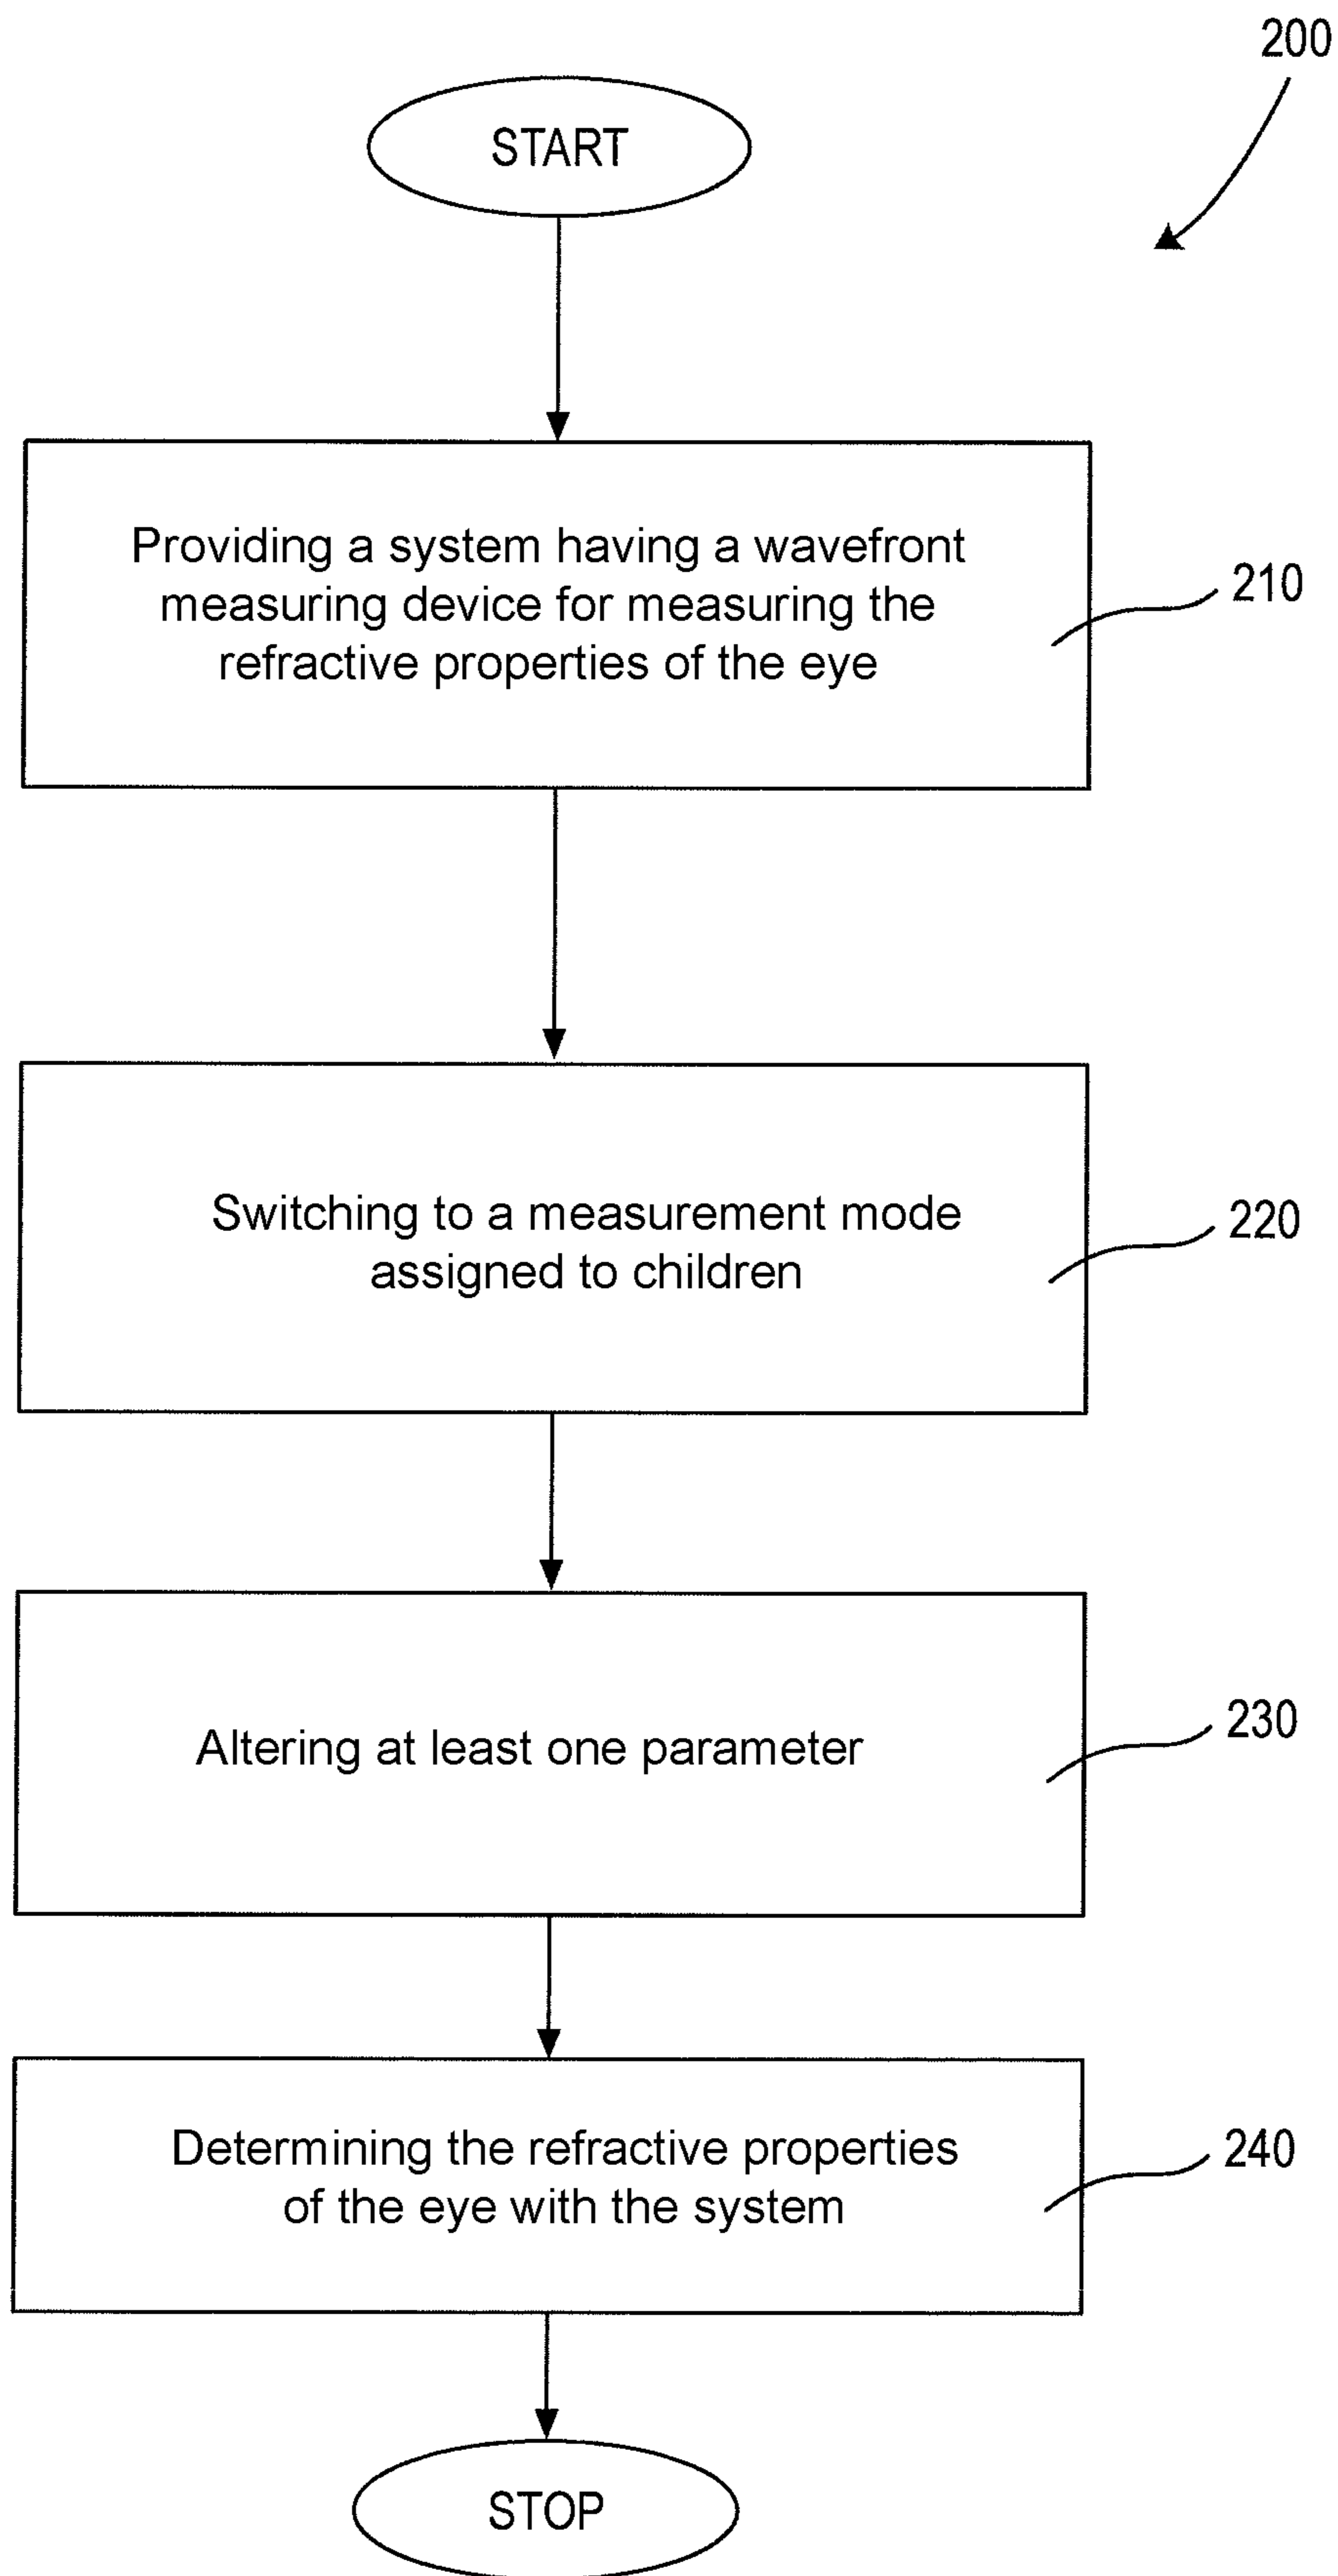 200
START
Providing a system having a wavefront
measuring device for measuring the
refractive properties of the eye
210
Switching to a measurement mode
assigned to children
220
Altering at least one parameter
230
Determining the refractive properties
of the eye with the system
240
STOP